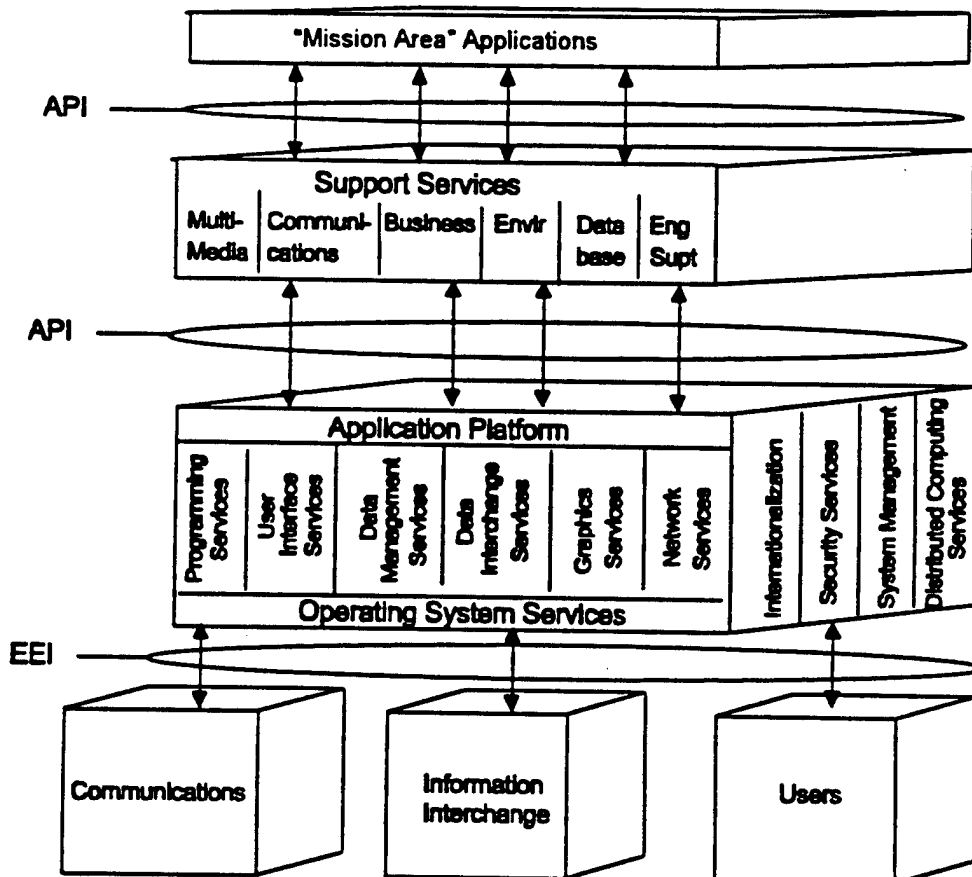 "Mission Area" Applications
API
Support Services
Multi-
Media
Communi-
cations
Business
Envir
Data
base
Eng
Supt
API
Application Platform
Programming
Services
User
Interface
Services
Data
Management
Services
Data
Interchange
Services
Graphics
Services
Network
Services
Internationalization
Security Services
System Management
Distributed Computing
Services
Operating System Services
EEI
Communications
Information
Interchange
Users